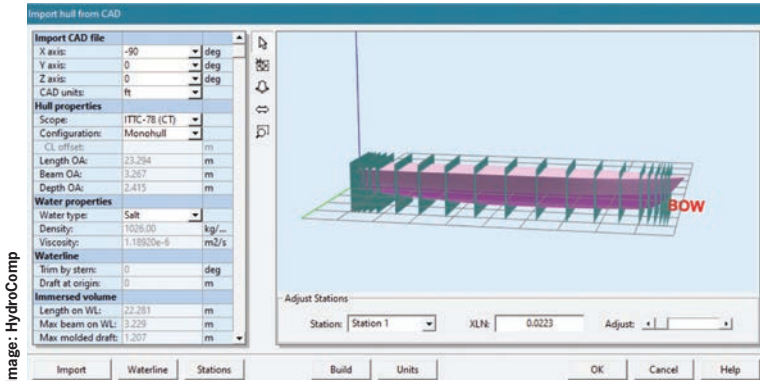 Import hull from CAD
Import CAD file
X axis: -90 deg
Y axis: 0 deg
Z axis: 0 deg
CAD units: ft
Hull properties
Scope: ITTC-78 (CT)
Configuration: Monohull
CL offset: m
Length OA: 23.294 m
Beam OA: 3.267 m
Depth OA: 2.415 m
Water properties
Water type: Salt
Density: 1026.00 kg/...
Viscosity: 1.18920e-6 m2/s
Waterline
Trim by stern: 0 deg
Draft at origin: 0 m
Immersed volume
Length on WL: 22.281 m
Max beam on WL: 3.229 m
Max molded draft: 1.207 m
BOW
Adjust Stations
Station: Station 1 XLN: 0.0223 Adjust:
Import Waterline Stations Build Units OK Cancel Help
mage: HydroComp